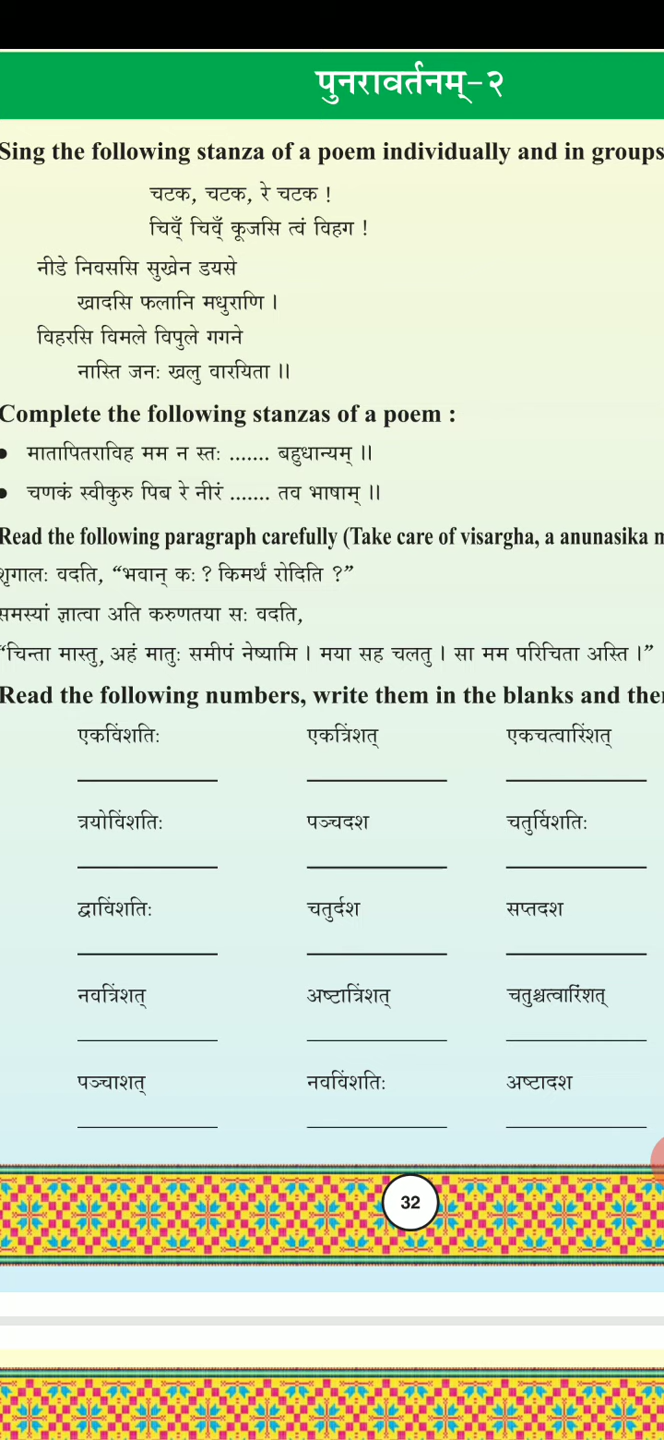 पुनरावर्तनम्-२
Sing the following stanza of a poem individually and in groups
चटक, चटक, रे चटक !
चिवँ् चिवँ् कूजसि त्वं विहग !
नीडे निवससि सुखेन डयसे
खादसि फलानि मधुराणि ।
विहरसि विमले विपुले गगने
नास्ति जनः खलु वारयिता ॥
Complete the following stanzas of a poem :
• मातापितराविह मम न स्तः ....... बहुधान्यम् ॥
• चणकं स्वीकुरु पिब रे नीरं ....... तव भाषाम् ॥
Read the following paragraph carefully (Take care of visargha, a anunasika
शृगालः वदति, “भवान् कः ? किमर्थं रोदिति ?”
समस्यां ज्ञात्वा अति करुणतया सः वदति,
“चिन्ता मास्तु, अहं मातुः समीपं नेष्यामि । मया सह चलतु । सा मम परिचिता अस्ति ।”
Read the following numbers, write them in the blanks and
एकविंशतिः एकत्रिंशत् एकचत्वारिंशत्
त्रयोविंशतिः पञ्चदश चतुर्विशतिः
द्वाविंशतिः चतुर्दश सप्तदश
नवत्रिंशत् अष्टात्रिंशत् चतुश्चत्वारिंशत्
पञ्चाशत् नवविंशतिः अष्टादश
32